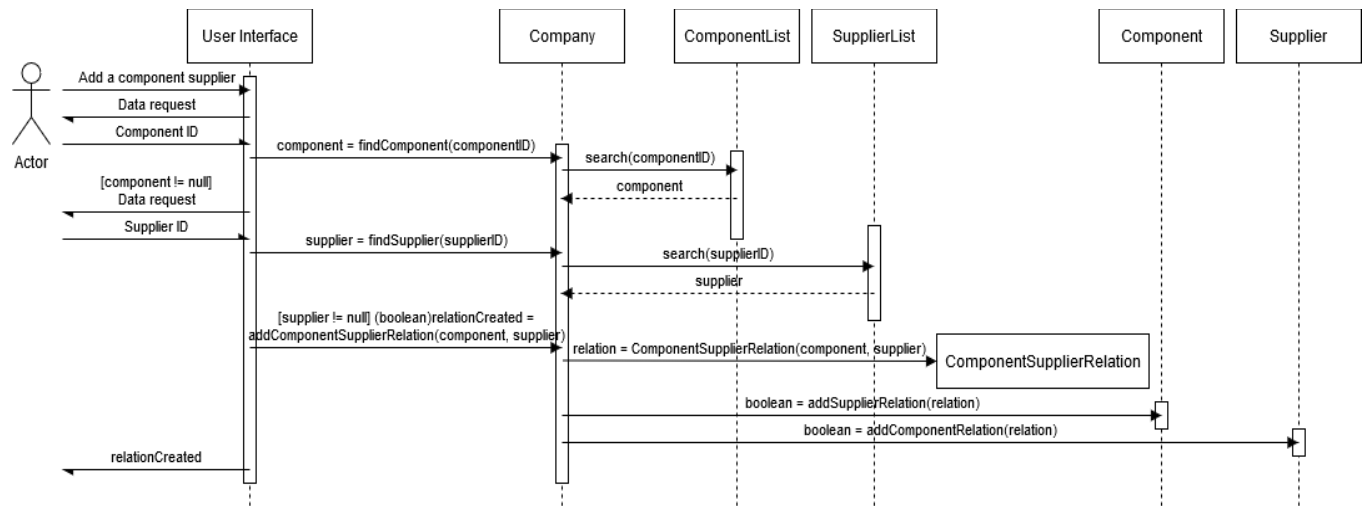 User Interface
Company
ComponentList
SupplierList
Component
Supplier
Actor
Add a component supplier
Data request
Component ID
component = findComponent(componentID)
search(componentID)
component
[component != null]
Data request
Supplier ID
supplier = findSupplier(supplierID)
search(supplierID)
supplier
[supplier != null] (boolean)relationCreated =
addComponentSupplierRelation(component, supplier)
relation = ComponentSupplierRelation(component, supplier)
ComponentSupplierRelation
boolean = addSupplierRelation(relation)
boolean = addComponentRelation(relation)
relationCreated